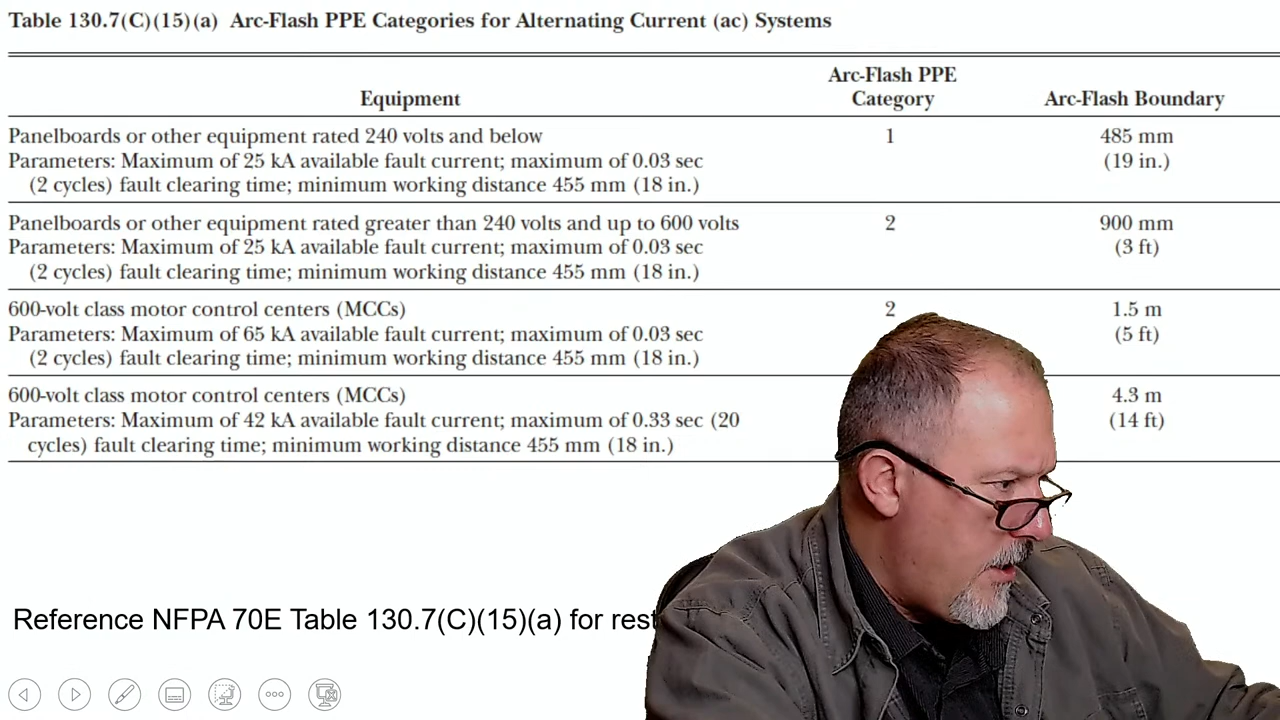 Table 130.7(C)(15)(a) Arc-Flash PPE Categories for Alternating Current (ac) Systems
Arc-Flash PPE
Equipment Category Arc-Flash Boundary
Panelboards or other equipment rated 240 volts and below 1 485 mm
Parameters: Maximum of 25 kA available fault current; maximum of 0.03 sec (19 in.)
(2 cycles) fault clearing time; minimum working distance 455 mm (18 in.)
Panelboards or other equipment rated greater than 240 volts and up to 600 volts 2 900 mm
Parameters: Maximum of 25 kA available fault current; maximum of 0.03 sec (3 ft)
(2 cycles) fault clearing time; minimum working distance 455 mm (18 in.)
600-volt class motor control centers (MCCs) 2 1.5 m
Parameters: Maximum of 65 kA available fault current; maximum of 0.03 sec (5 ft)
(2 cycles) fault clearing time; minimum working distance 455 mm (18 in.)
600-volt class motor control centers (MCCs) 4.3 m
Parameters: Maximum of 42 kA available fault current; maximum of 0.33 sec (20 (14 ft)
cycles) fault clearing time; minimum working distance 455 mm (18 in.)
Reference NFPA 70E Table 130.7(C)(15)(a) for rest